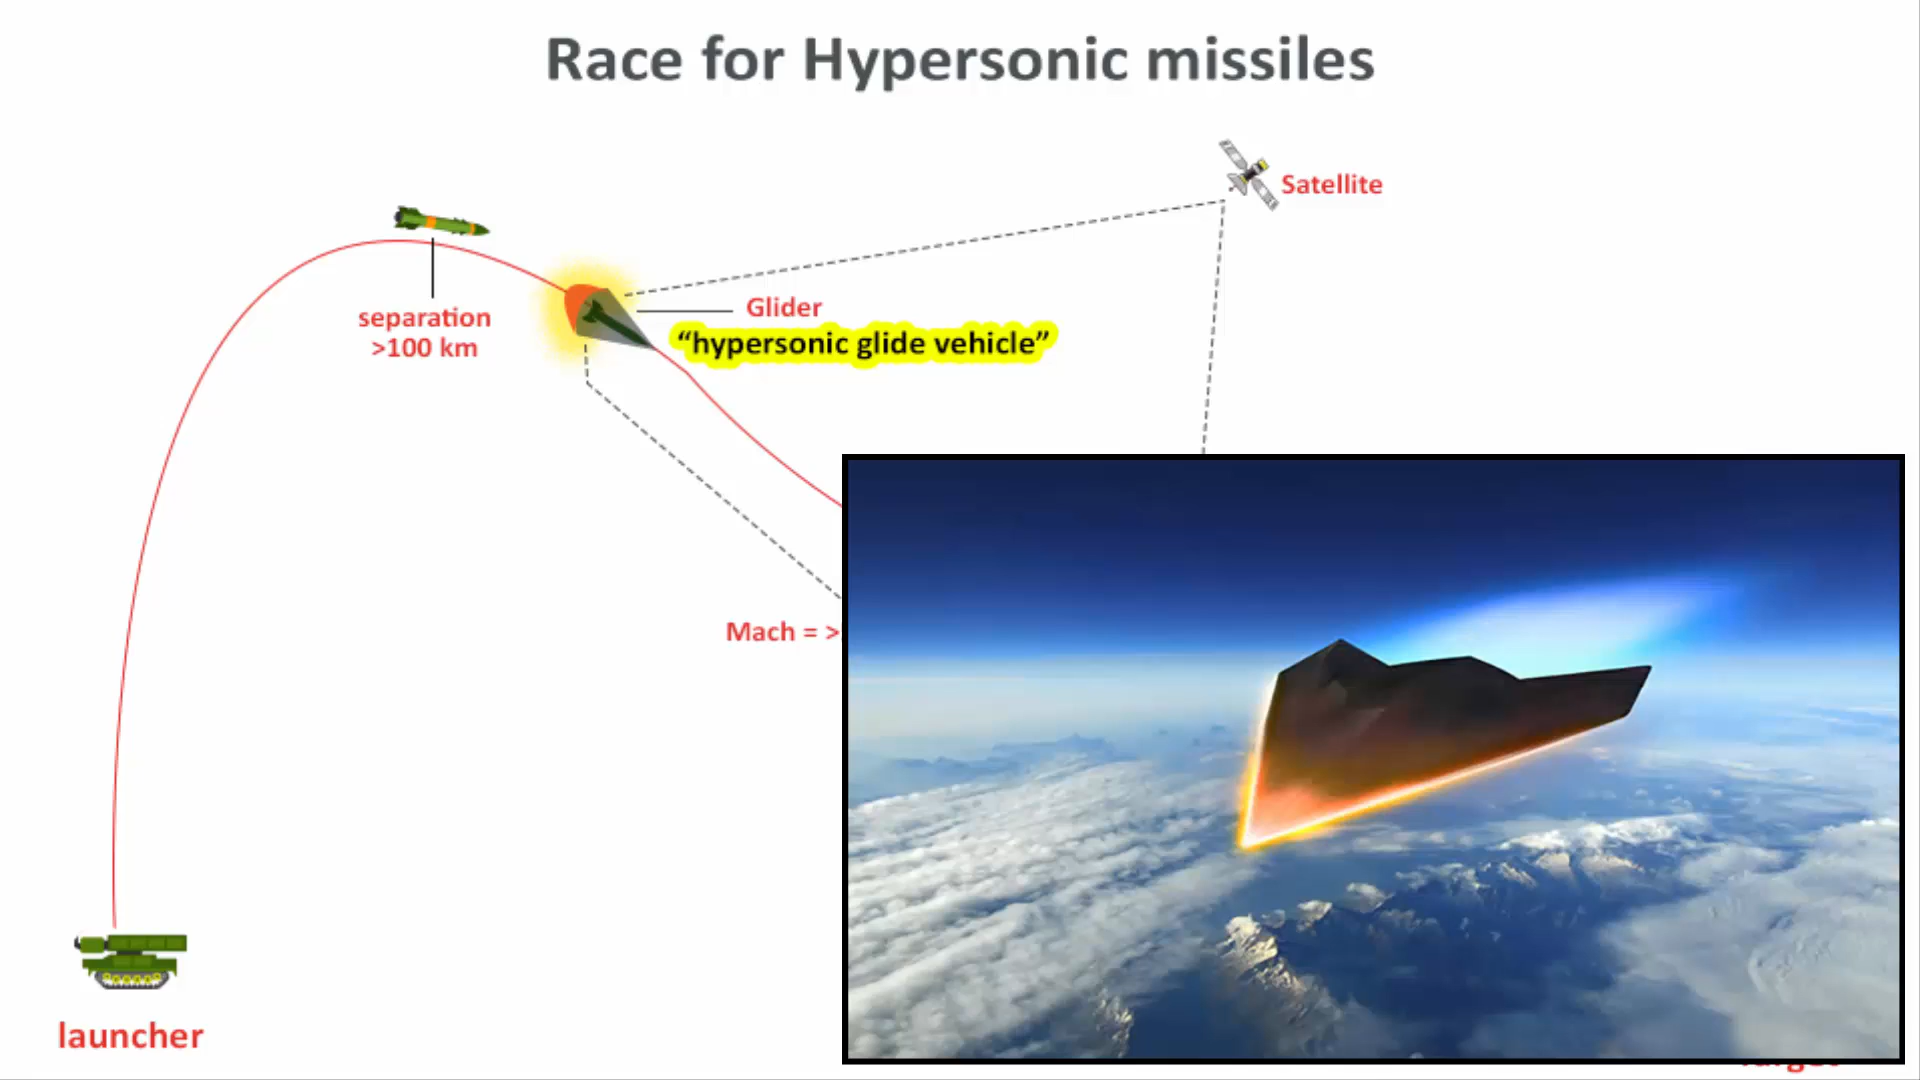 Race for Hypersonic missiles
Satellite
separation
>100 km
Glider
“hypersonic glide vehicle”
Mach = >
launcher